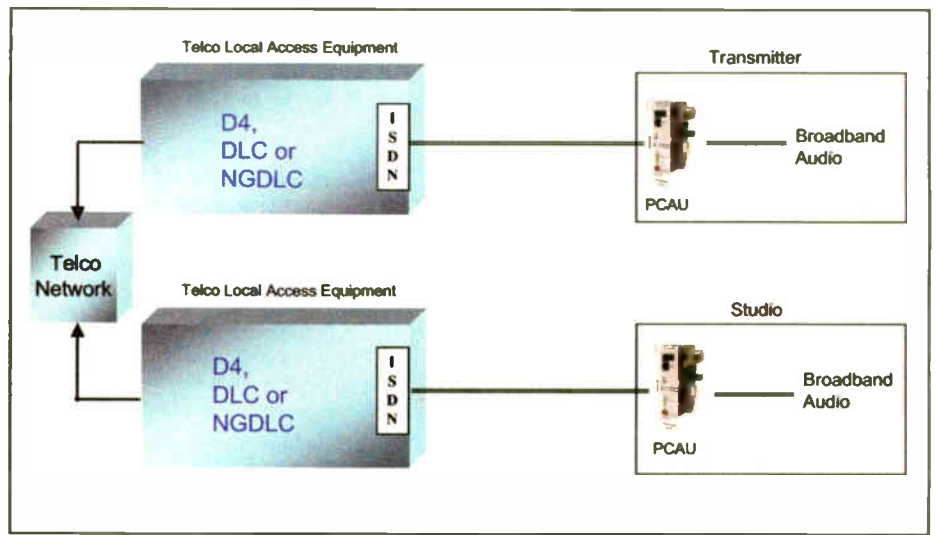 Telco Local Access Equipment
D4,
DLC or
NGDLC
I
S
D
N
Transmitter
PCAU
Broadband
Audio
Telco
Network
Telco Local Access Equipment
D4,
DLC or
NGDLC
I
S
D
N
Studio
PCAU
Broadband
Audio